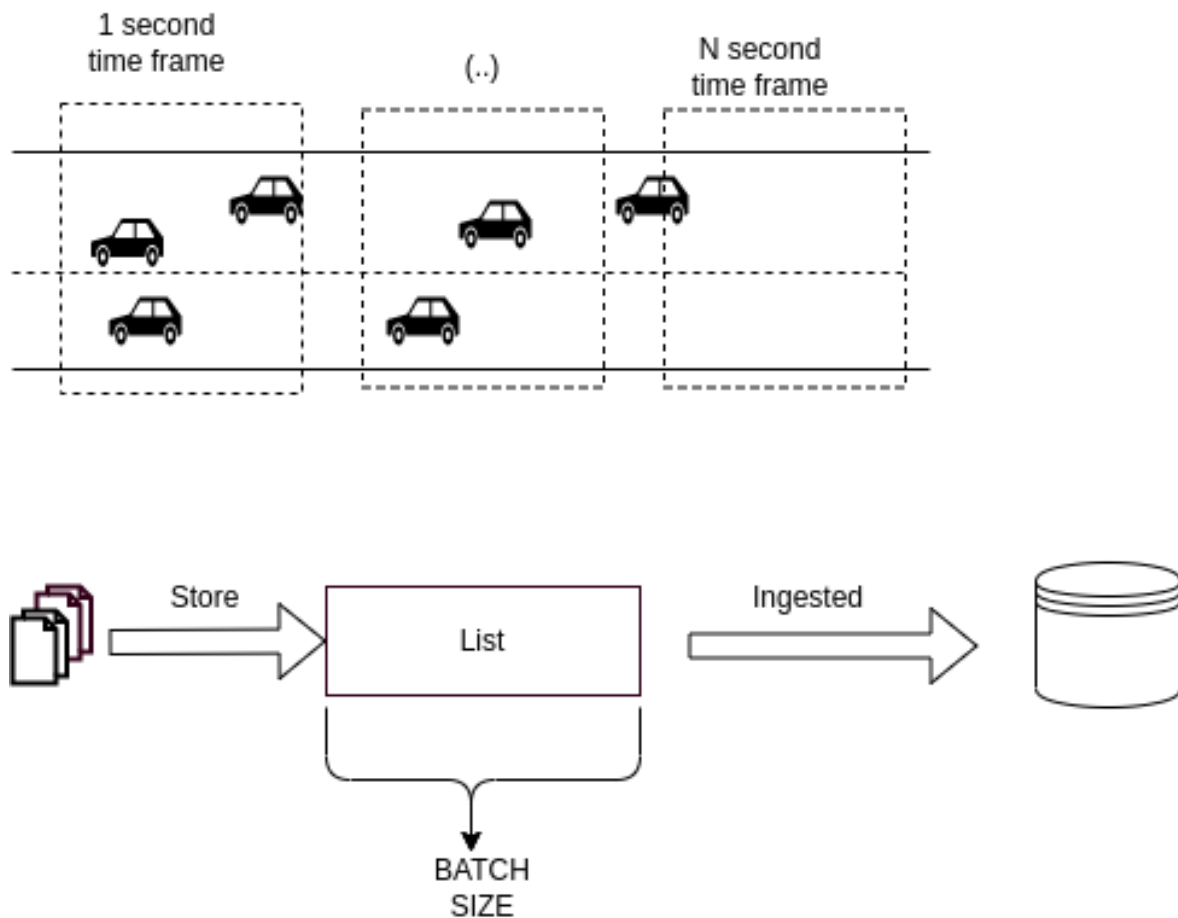 1 second
time frame
(..)
N second
time frame
Store
List
Ingested
BATCH
SIZE